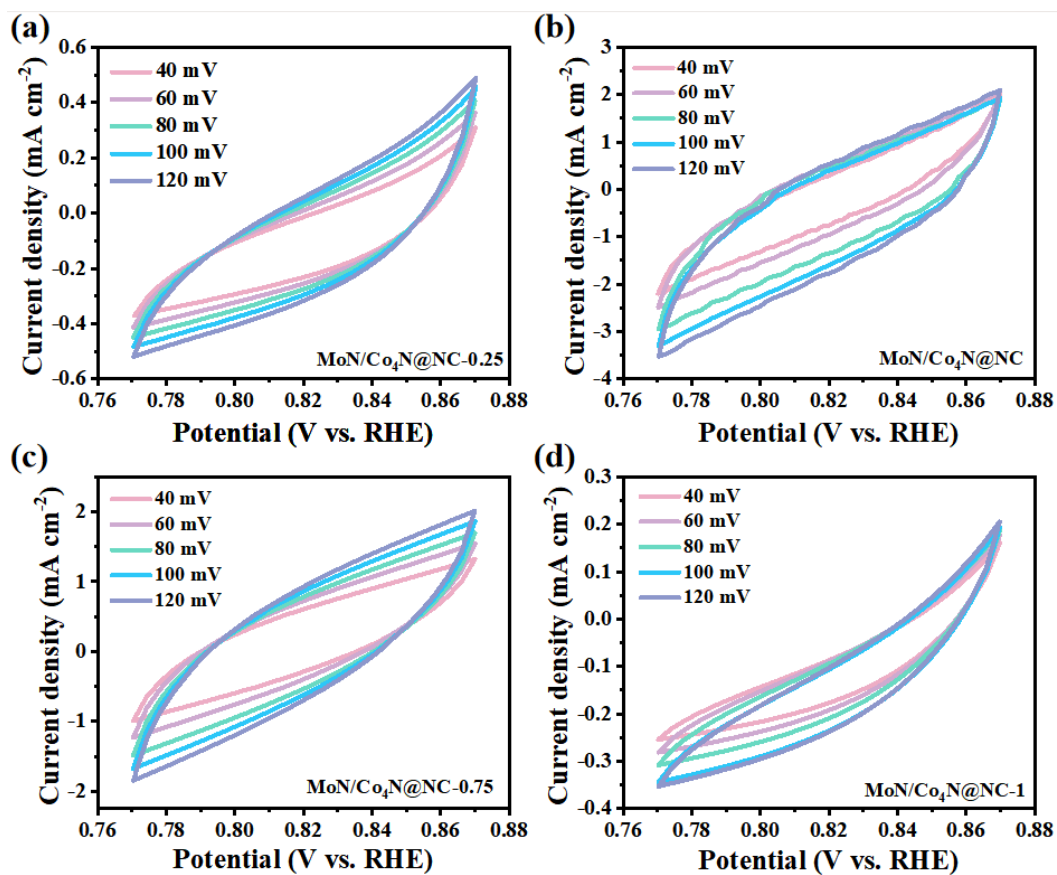 (a)
0.6
0.4
0.2
0.0
-0.2
-0.4
-0.6
Current density (mA cm⁻²)
40 mV
60 mV
80 mV
100 mV
120 mV
MoN/Co₄N@NC-0.25
0.76 0.78 0.80 0.82 0.84 0.86 0.88
Potential (V vs. RHE)
(b)
3
2
1
0
-1
-2
-3
-4
Current density (mA cm⁻²)
40 mV
60 mV
80 mV
100 mV
120 mV
MoN/Co₄N@NC
0.76 0.78 0.80 0.82 0.84 0.86 0.88
Potential (V vs. RHE)
(c)
2
1
0
-1
-2
Current density (mA cm⁻²)
40 mV
60 mV
80 mV
100 mV
120 mV
MoN/Co₄N@NC-0.75
0.76 0.78 0.80 0.82 0.84 0.86 0.88
Potential (V vs. RHE)
(d)
0.3
0.2
0.1
0.0
-0.1
-0.2
-0.3
-0.4
Current density (mA cm⁻²)
40 mV
60 mV
80 mV
100 mV
120 mV
MoN/Co₄N@NC-1
0.76 0.78 0.80 0.82 0.84 0.86 0.88
Potential (V vs. RHE)